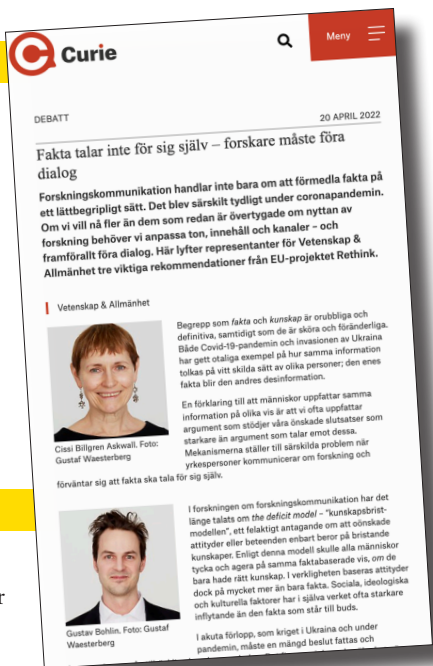 Curie
Meny
DEBATT
20 APRIL 2022
Fakta talar inte för sig själv – forskare måste föra
dialog
Forskningskommunikation handlar inte bara om att förmedla fakta på
ett lättbegripligt sätt. Det blev särskilt tydligt under coronapandemin.
Om vi vill nå fler än dem som redan är övertygade om nyttan av
forskning behöver vi anpassa ton, innehåll och kanaler – och
framförallt föra dialog. Här lyfter representanter för Vetenskap &
Allmänhet tre viktiga rekommendationer från EU-projektet Rethink.
Vetenskap & Allmänhet
Begrepp som fakta och kunskap är orubbliga och
definitiva, samtidigt som de är sköra och föränderliga.
Både Covid-19-pandemin och invasionen av Ukraina
har gett otaliga exempel på hur samma information
tolkas på vitt skilda sätt av olika personer; den enes
fakta blir den andres desinformation.
En förklaring till att människor uppfattar samma
information på olika vis är att vi ofta uppfattar
argument som stödjer våra önskade slutsatser som
starkare än argument som talar emot dessa.
Mekanismerna ställer till särskilda problem när
yrkespersoner kommunicerar om forskning och
förväntar sig att fakta ska tala för sig själv.
Cissi Billgren Askwall. Foto:
Gustaf Waesterberg
I forskningen om forskningskommunikation har det
länge talats om the deficit model – "kunskapsbrist-
modellen", ett felaktigt antagande om att oönskade
attityder eller beteenden enbart beror på bristande
kunskaper. Enligt denna modell skulle alla människor
tycka och agera på samma faktabaserade vis, om de
bara hade rätt kunskap. I verkligheten baseras attityder
dock på mycket mer än bara fakta. Sociala, ideologiska
och kulturella faktorer har i själva verket ofta starkare
inflytande än den fakta som står till buds.
Gustav Bohlin. Foto: Gustaf
Waesterberg
I akuta förlopp, som kriget i Ukraina och under
pandemin, måste en mängd beslut fattas och
r